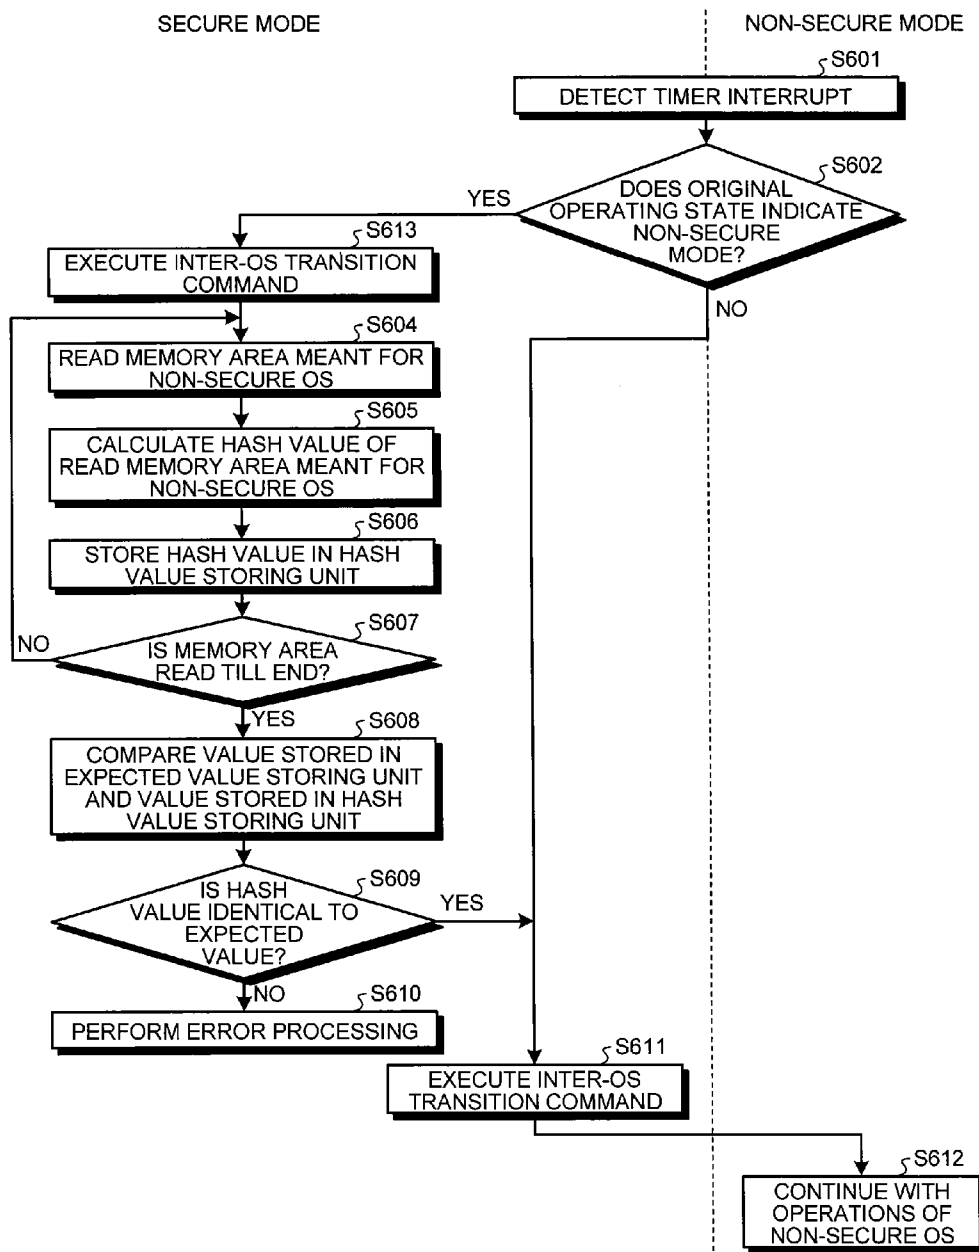 SECURE MODE
NON-SECURE MODE
S601
DETECT TIMER INTERRUPT
S602
DOES ORIGINAL
OPERATING STATE INDICATE
NON-SECURE
MODE?
YES
NO
S613
EXECUTE INTER-OS TRANSITION
COMMAND
S604
READ MEMORY AREA MEANT FOR
NON-SECURE OS
S605
CALCULATE HASH VALUE OF
READ MEMORY AREA MEANT FOR
NON-SECURE OS
S606
STORE HASH VALUE IN HASH
VALUE STORING UNIT
S607
NO
IS MEMORY AREA
READ TILL END?
YES
S608
COMPARE VALUE STORED IN
EXPECTED VALUE STORING UNIT
AND VALUE STORED IN HASH
VALUE STORING UNIT
S609
IS HASH
VALUE IDENTICAL TO
EXPECTED
VALUE?
YES
NO
S610
PERFORM ERROR PROCESSING
S611
EXECUTE INTER-OS
TRANSITION COMMAND
S612
CONTINUE WITH
OPERATIONS OF
NON-SECURE OS